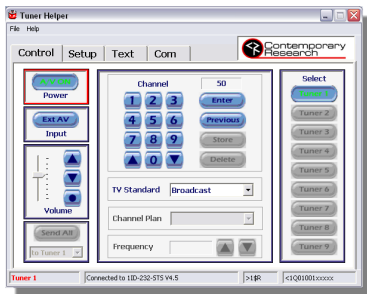 Tuner Helper
File Help
Control Setup Text Com
Contemporary
Research
Power
Channel 50
Select
1 2 3 Enter
4 5 6 Previous
7 8 9 Store
0 Delete
Ext AV
Input
Tuner 2
Tuner 3
Tuner 4
Tuner 5
Tuner 6
Tuner 7
Tuner 8
Tuner 9
TV Standard Broadcast
Volume
Channel Plan
Send All
Frequency
to Tuner 1
Tuner 1 Connected to 1ID-232-STS V4.5 >1$R <1Q01001xxxxx